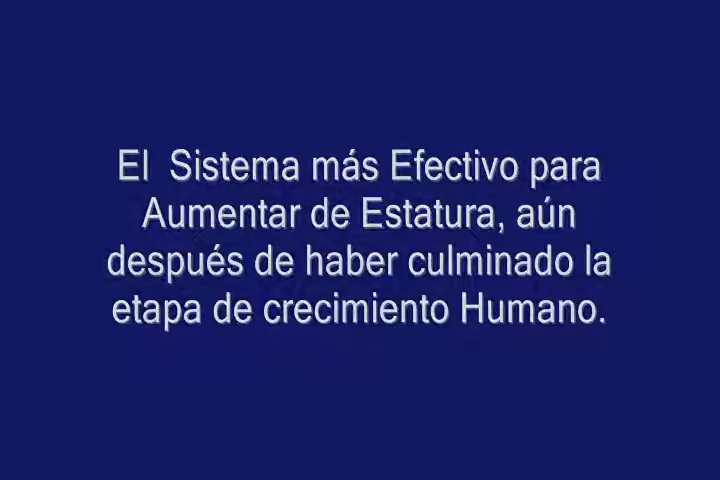 El  Sistema más Efectivo para
Aumentar de Estatura, aún
después de haber culminado la
etapa de crecimiento Humano.